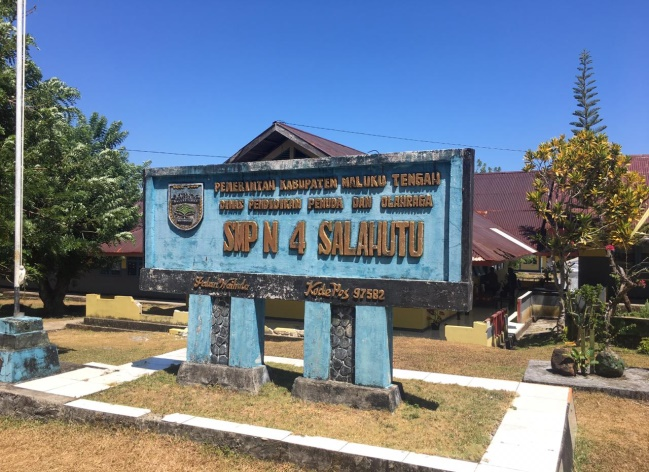 PEMERINTAH KABUPATEN MALUKU TENGAH
DINAS PENDIDIKAN PEMUDA DAN OLAHRAGA
SMP N 4 SALAHUTU
Kode Pos 97582